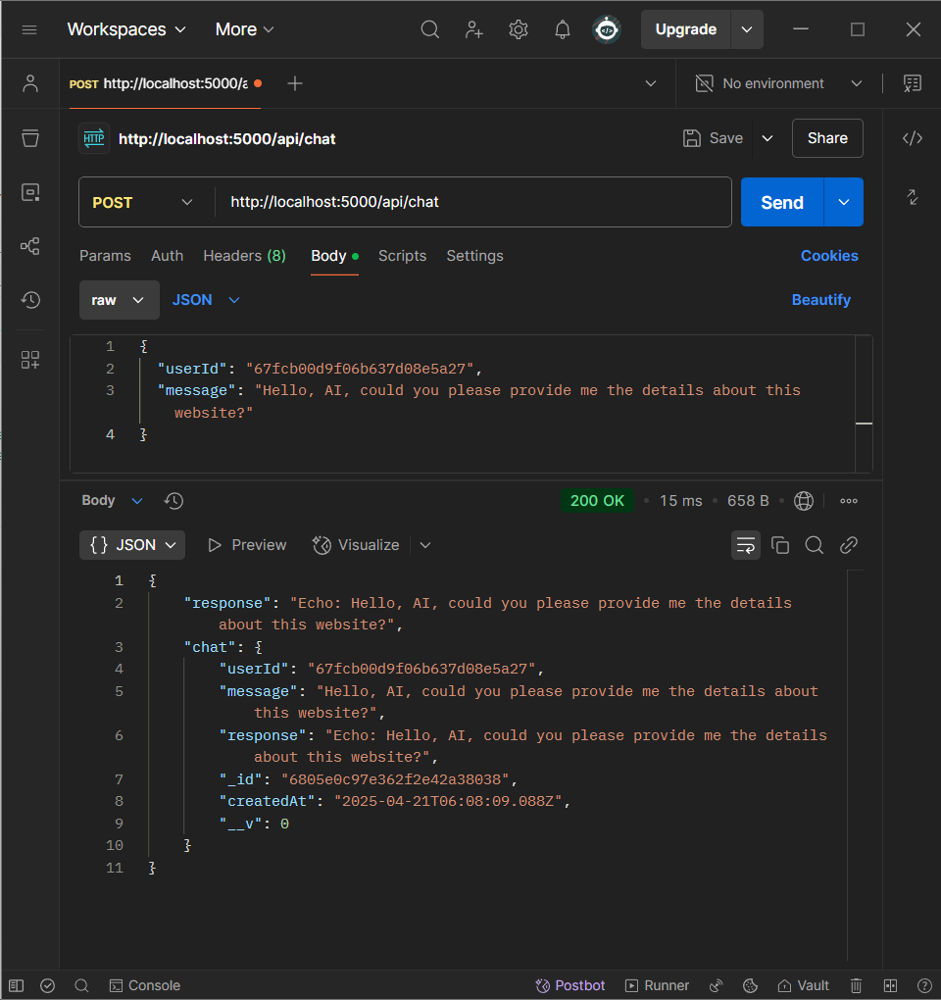 Workspaces More Upgrade
POST http://localhost:5000/a No environment
HTTP http://localhost:5000/api/chat Save Share
POST http://localhost:5000/api/chat Send
Params Auth Headers (8) Body Scripts Settings Cookies
raw JSON Beautify
1 {
2 "userId": "67fcb00d9f06b637d08e5a27",
3 "message": "Hello, AI, could you please provide me the details about this
website?"
4 }
Body 200 OK 15 ms 658 B
{} JSON Preview Visualize
1 {
2 "response": "Echo: Hello, AI, could you please provide me the details
about this website?",
3 "chat": {
4 "userId": "67fcb00d9f06b637d08e5a27",
5 "message": "Hello, AI, could you please provide me the details about
this website?",
6 "response": "Echo: Hello, AI, could you please provide me the details
about this website?",
7 "_id": "6805e0c97e362f2e42a38038",
8 "createdAt": "2025-04-21T06:08:09.088Z",
9 "__v": 0
10 }
11 }
Console Postbot Runner Vault